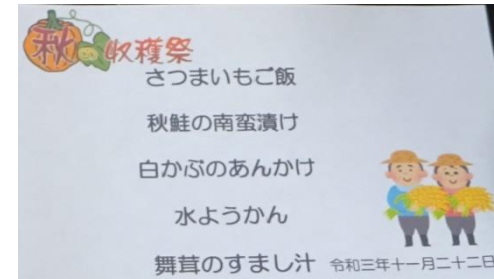 秋の収穫祭
さつまいもご飯
秋鮭の南蛮漬け
白かぶのあんかけ
水ようかん
舞茸のすまし汁
令和三年十一月二十二日